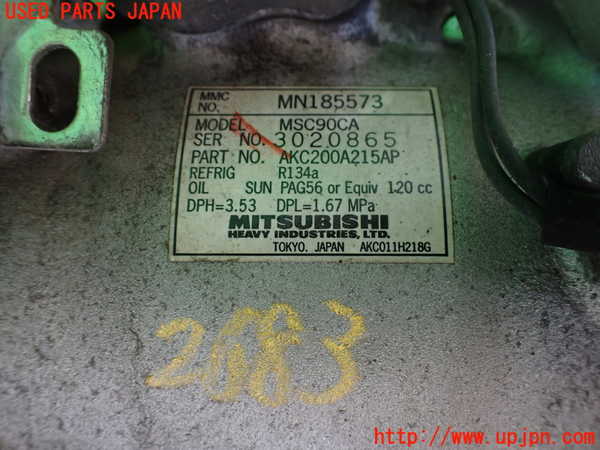 USED PARTS JAPAN
MMC NO. MN185573
MODEL MSC90CA
SER NO. 3020865
PART NO. AKC200A215AP
REFRIG R134a
OIL SUN PAG56 or Equiv 120 cc
DPH=3.53 DPL=1.67 MPa
MITSUBISHI
HEAVY INDUSTRIES, LTD.
TOKYO, JAPAN AKC011H218G
2883
http://www.upjpn.com/